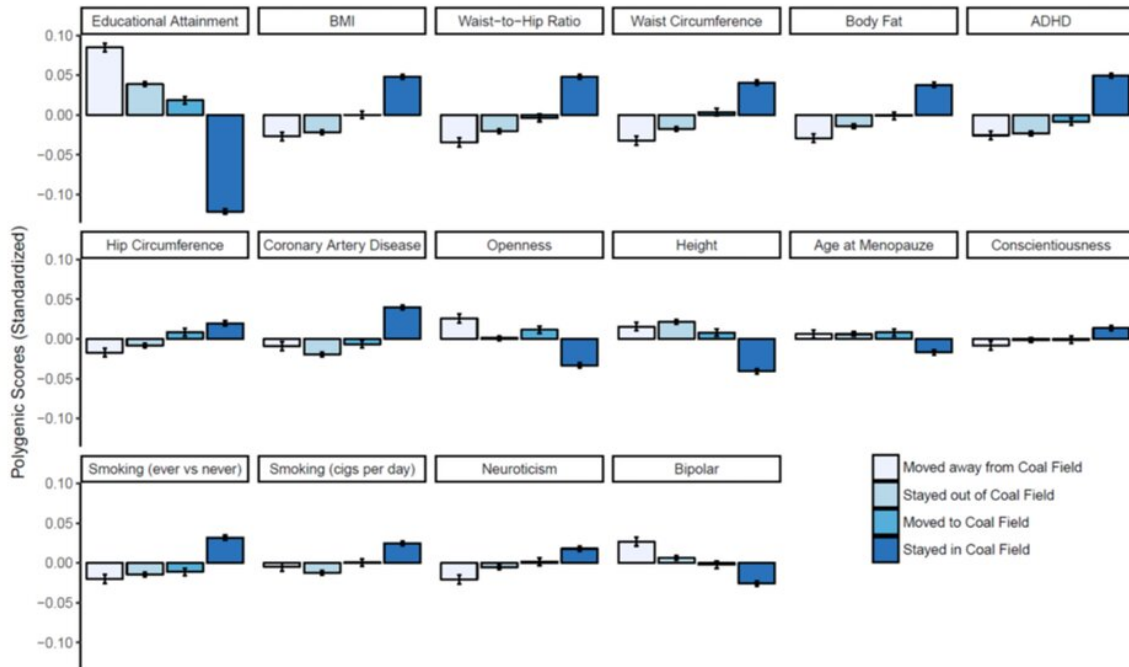 Educational Attainment
BMI
Waist−to−Hip Ratio
Waist Circumference
Body Fat
ADHD
0.10
0.05
0.00
−0.05
−0.10
Hip Circumference
Coronary Artery Disease
Openness
Height
Age at Menopauze
Conscientiousness
0.10
0.05
0.00
−0.05
−0.10
Polygenic Scores (Standardized)
Smoking (ever vs never)
Smoking (cigs per day)
Neuroticism
Bipolar
0.10
0.05
0.00
−0.05
−0.10
Moved away from Coal Field
Stayed out of Coal Field
Moved to Coal Field
Stayed in Coal Field